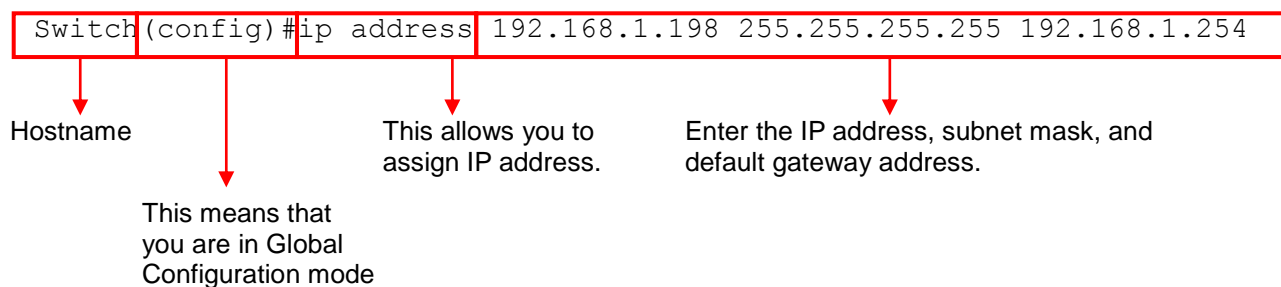 Switch(config)#ip address 192.168.1.198 255.255.255.255 192.168.1.254
Hostname
This allows you to
assign IP address.
Enter the IP address, subnet mask, and
default gateway address.
This means that
you are in Global
Configuration mode